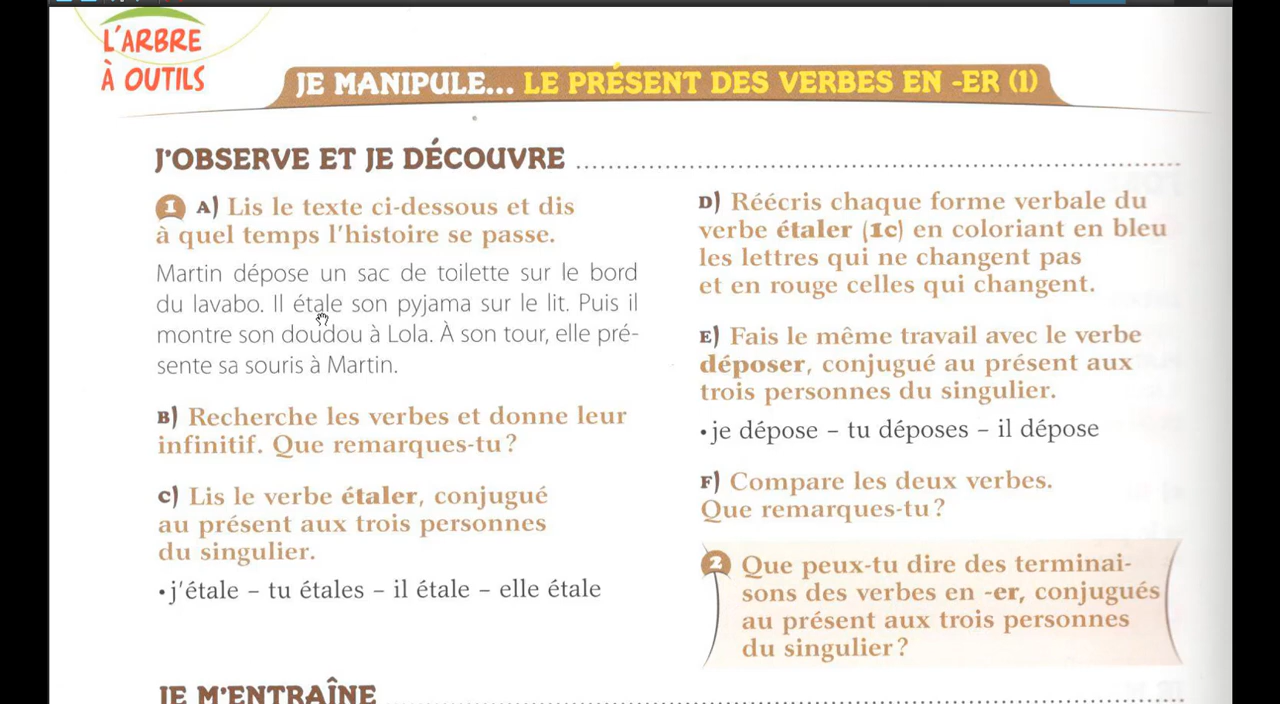 L'ARBRE
À OUTILS
JE MANIPULE... LE PRÉSENT DES VERBES EN -ER (1)
J'OBSERVE ET JE DÉCOUVRE
1 A) Lis le texte ci-dessous et dis
à quel temps l'histoire se passe.
Martin dépose un sac de toilette sur le bord
du lavabo. Il étale son pyjama sur le lit. Puis il
montre son doudou à Lola. À son tour, elle pré-
sente sa souris à Martin.
B) Recherche les verbes et donne leur
infinitif. Que remarques-tu ?
C) Lis le verbe étaler, conjugué
au présent aux trois personnes
du singulier.
• j'étale – tu étales – il étale – elle étale
D) Réécris chaque forme verbale du
verbe étaler (1c) en coloriant en bleu
les lettres qui ne changent pas
et en rouge celles qui changent.
E) Fais le même travail avec le verbe
déposer, conjugué au présent aux
trois personnes du singulier.
• je dépose – tu déposes – il dépose
F) Compare les deux verbes.
Que remarques-tu ?
2 Que peux-tu dire des terminai-
sons des verbes en -er, conjugués
au présent aux trois personnes
du singulier ?
JE M'ENTRAÎNE